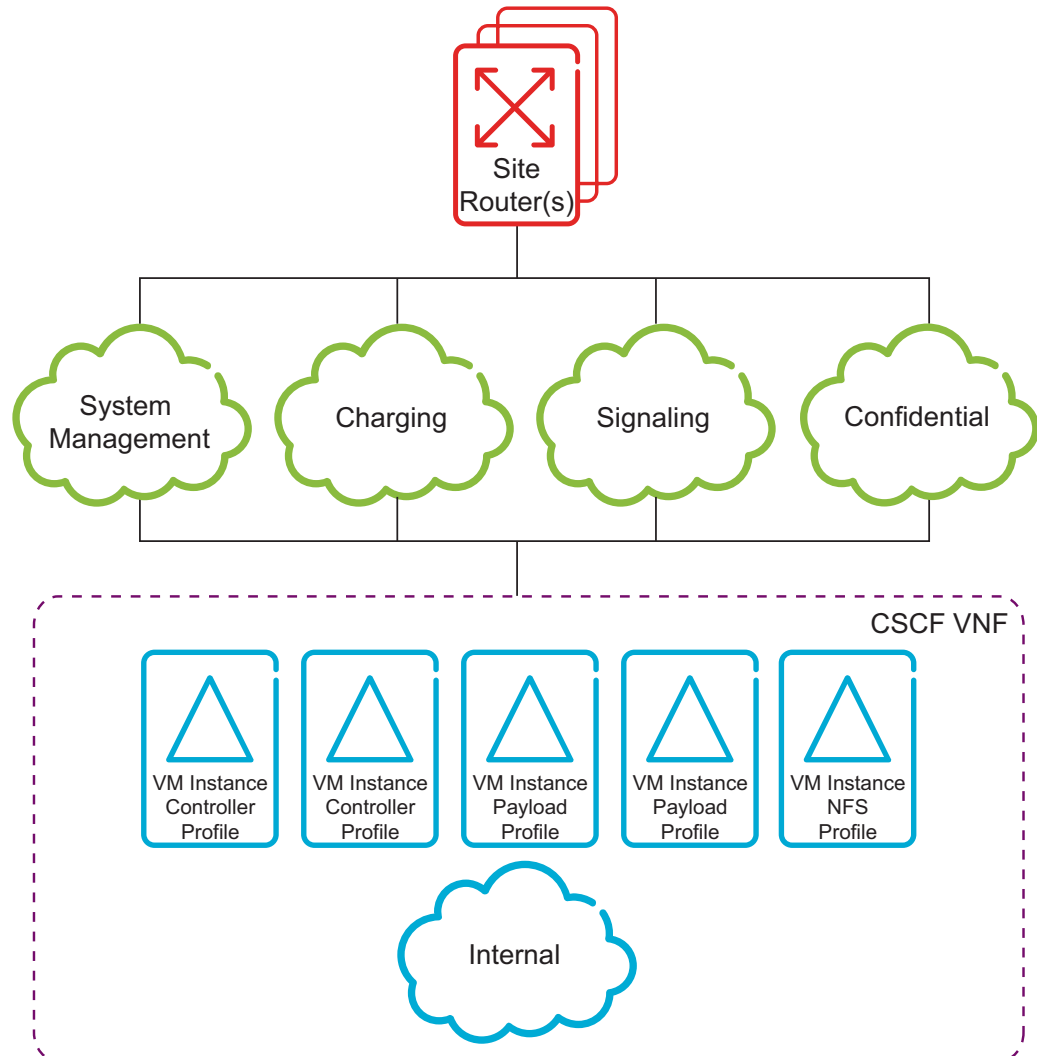 Site
Router(s)
System
Management
Charging
Signaling
Confidential
CSCF VNF
VM Instance
Controller
Profile
VM Instance
Controller
Profile
VM Instance
Payload
Profile
VM Instance
Payload
Profile
VM Instance
NFS
Profile
Internal